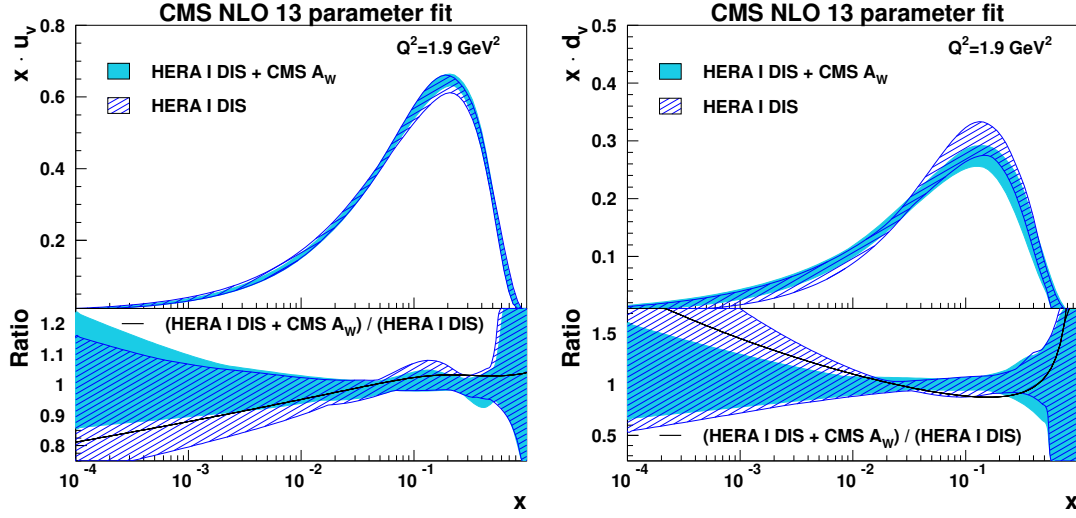 CMS NLO 13 parameter fit
x · u_v
Q²=1.9 GeV²
HERA I DIS + CMS A_W
HERA I DIS
0.8
0.6
0.4
0.2
Ratio
(HERA I DIS + CMS A_W) / (HERA I DIS)
1.2
1.1
1
0.9
0.8
10⁻⁴ 10⁻³ 10⁻² 10⁻¹
x
CMS NLO 13 parameter fit
x · d_v
Q²=1.9 GeV²
HERA I DIS + CMS A_W
HERA I DIS
0.5
0.4
0.3
0.2
0.1
Ratio
1.5
1
0.5
(HERA I DIS + CMS A_W) / (HERA I DIS)
10⁻⁴ 10⁻³ 10⁻² 10⁻¹
x